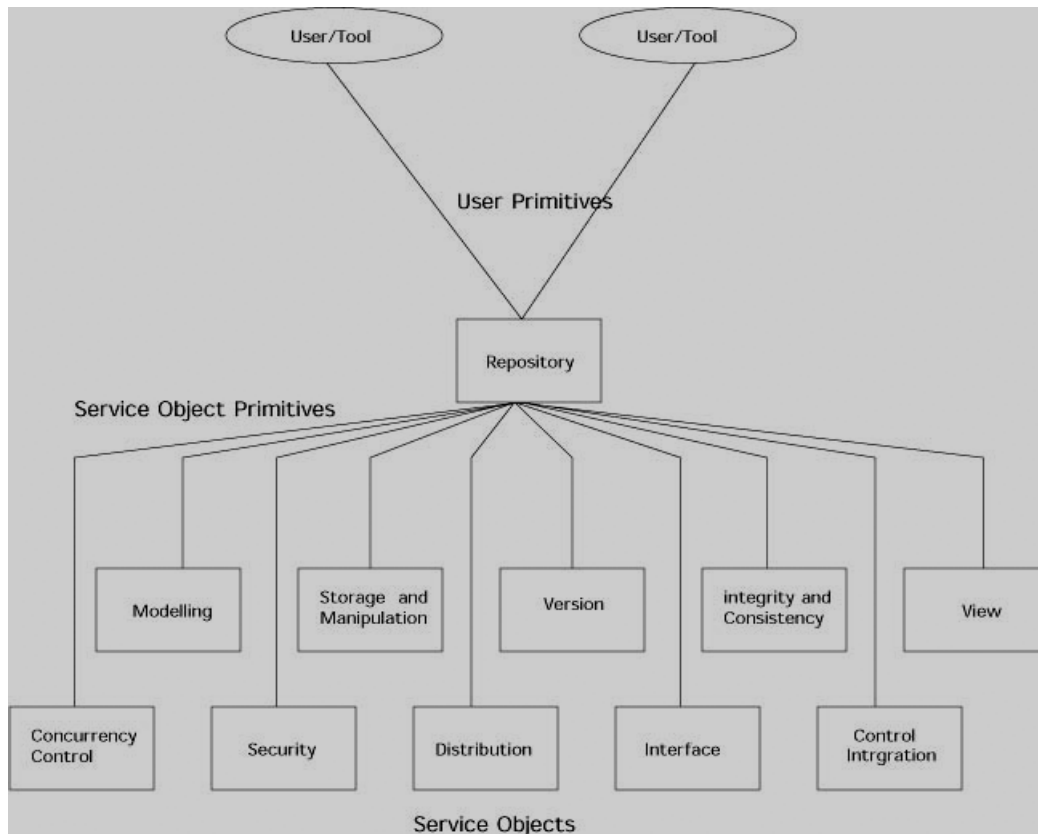 User/Tool
User/Tool
User Primitives
Repository
Service Object Primitives
Modelling
Storage and
Manipulation
Version
integrity and
Consistency
View
Concurrency
Control
Security
Distribution
Interface
Control
Intrgration
Service Objects